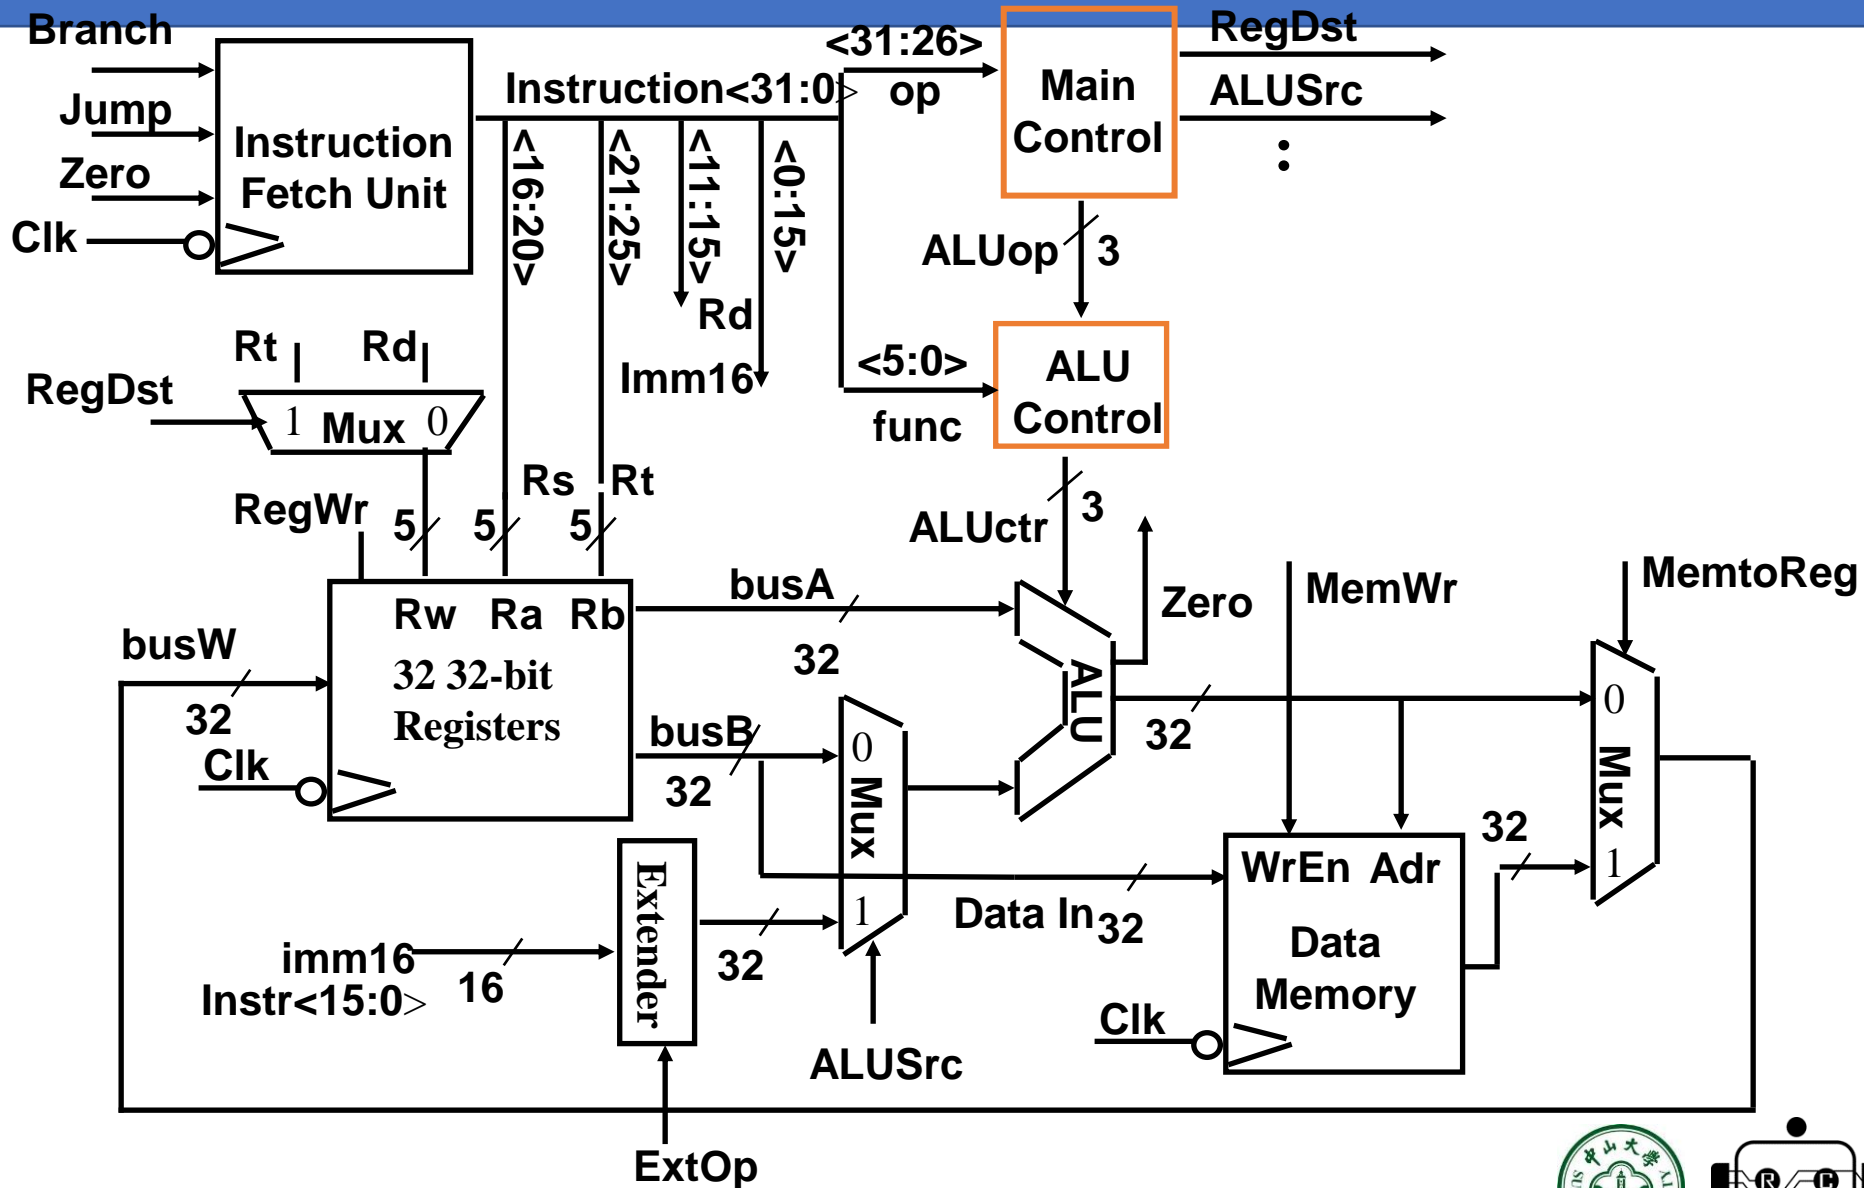 Branch
Jump
Zero
Clk
Instruction
Fetch Unit
Instruction<31:0>
<31:26>
op
Main
Control
RegDst
ALUSrc
:
<16:20>
<21:25>
<11:15>
<0:15>
Rd
Imm16
ALUop
3
<5:0>
func
ALU
Control
Rt
Rd
RegDst
1 Mux 0
RegWr
5
5
5
Rs
Rt
ALUctr
3
Zero
MemWr
MemtoReg
busW
32
Clk
Rw Ra Rb
32 32-bit
Registers
busA
32
busB
32
0
Mux
1
ALU
32
0
Mux
1
32
WrEn Adr
Data
Memory
Data In
32
Clk
imm16
Instr<15:0>
16
Extender
32
ALUSrc
ExtOp
中山大學
R
C